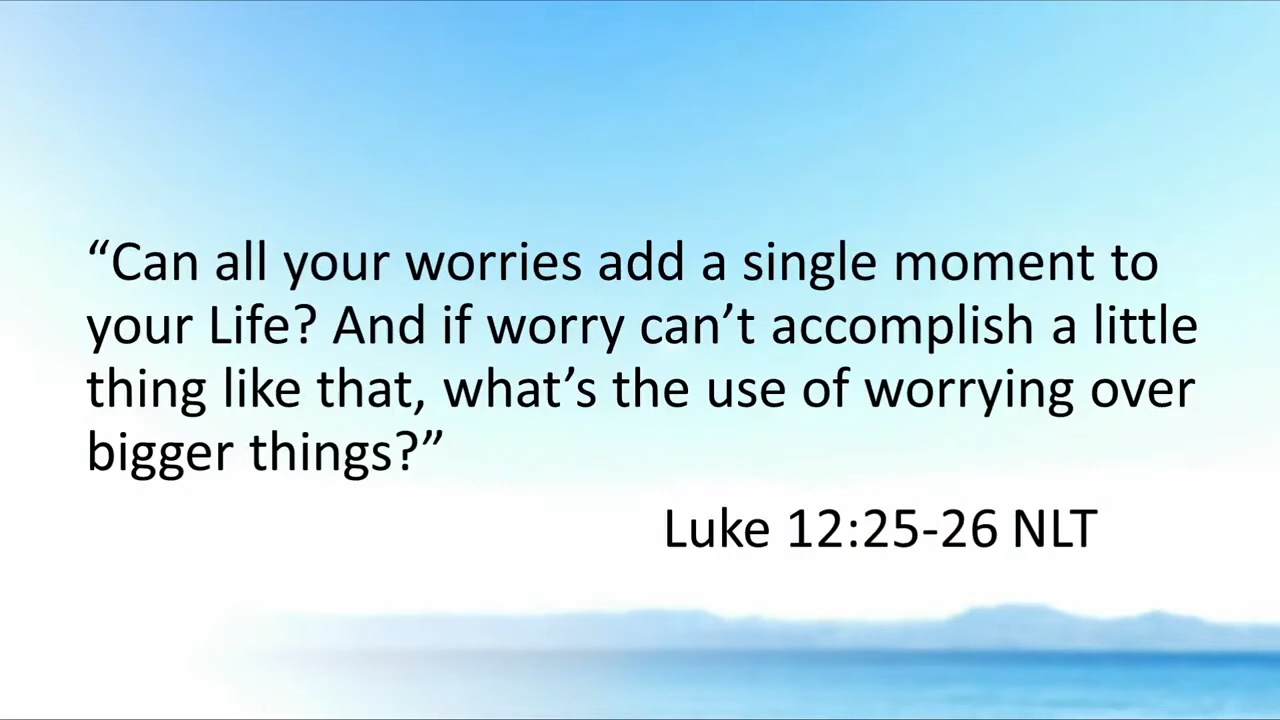 “Can all your worries add a single moment to
your Life? And if worry can’t accomplish a little
thing like that, what’s the use of worrying over
bigger things?”
Luke 12:25-26 NLT